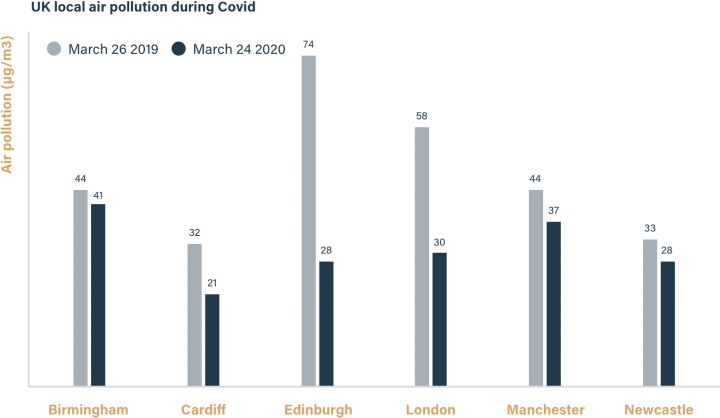 UK local air pollution during Covid
March 26 2019 March 24 2020
Air pollution (µg/m3)
44 41 32 21 74 28 58 30 44 37 33 28
Birmingham Cardiff Edinburgh London Manchester Newcastle